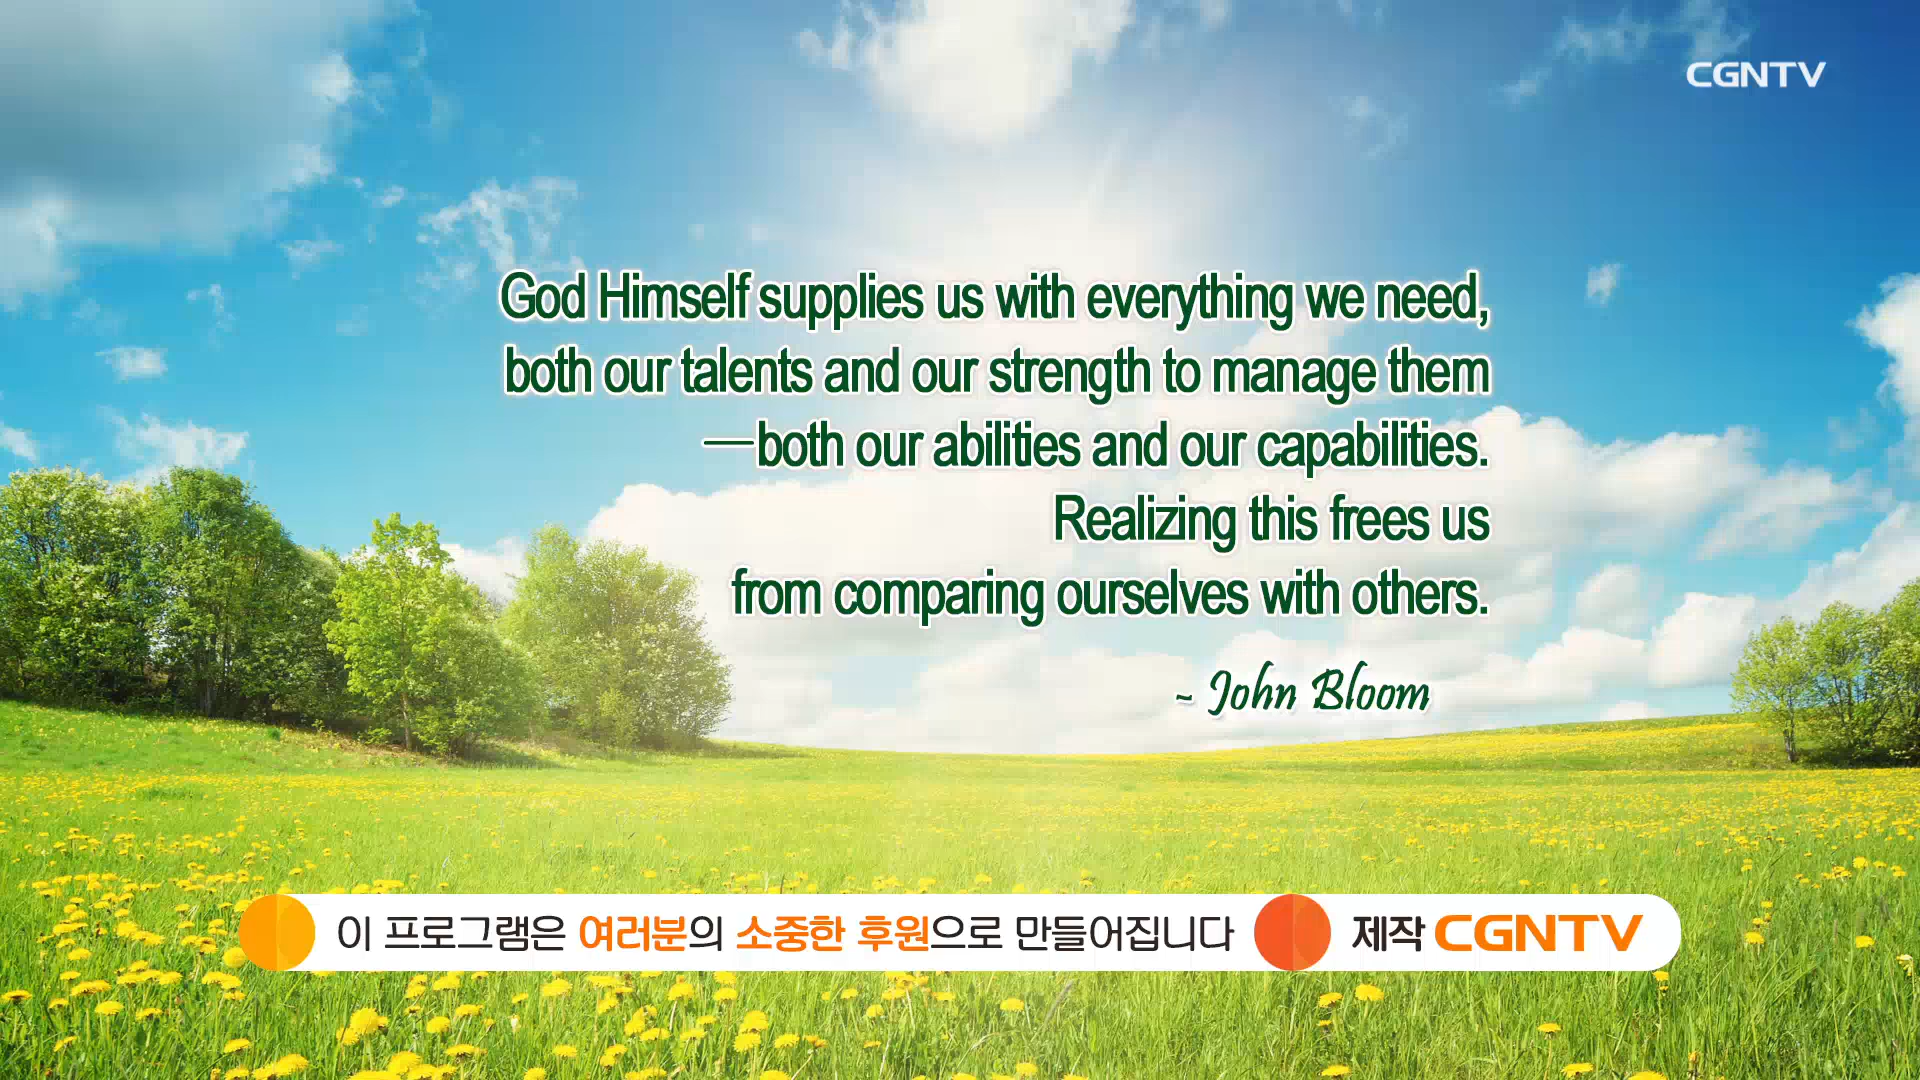 CGNTV
God Himself supplies us with everything we need,
both our talents and our strength to manage them
—both our abilities and our capabilities.
Realizing this frees us
from comparing ourselves with others.
~ John Bloom
이 프로그램은 여러분의 소중한 후원으로 만들어집니다 제작 CGNTV